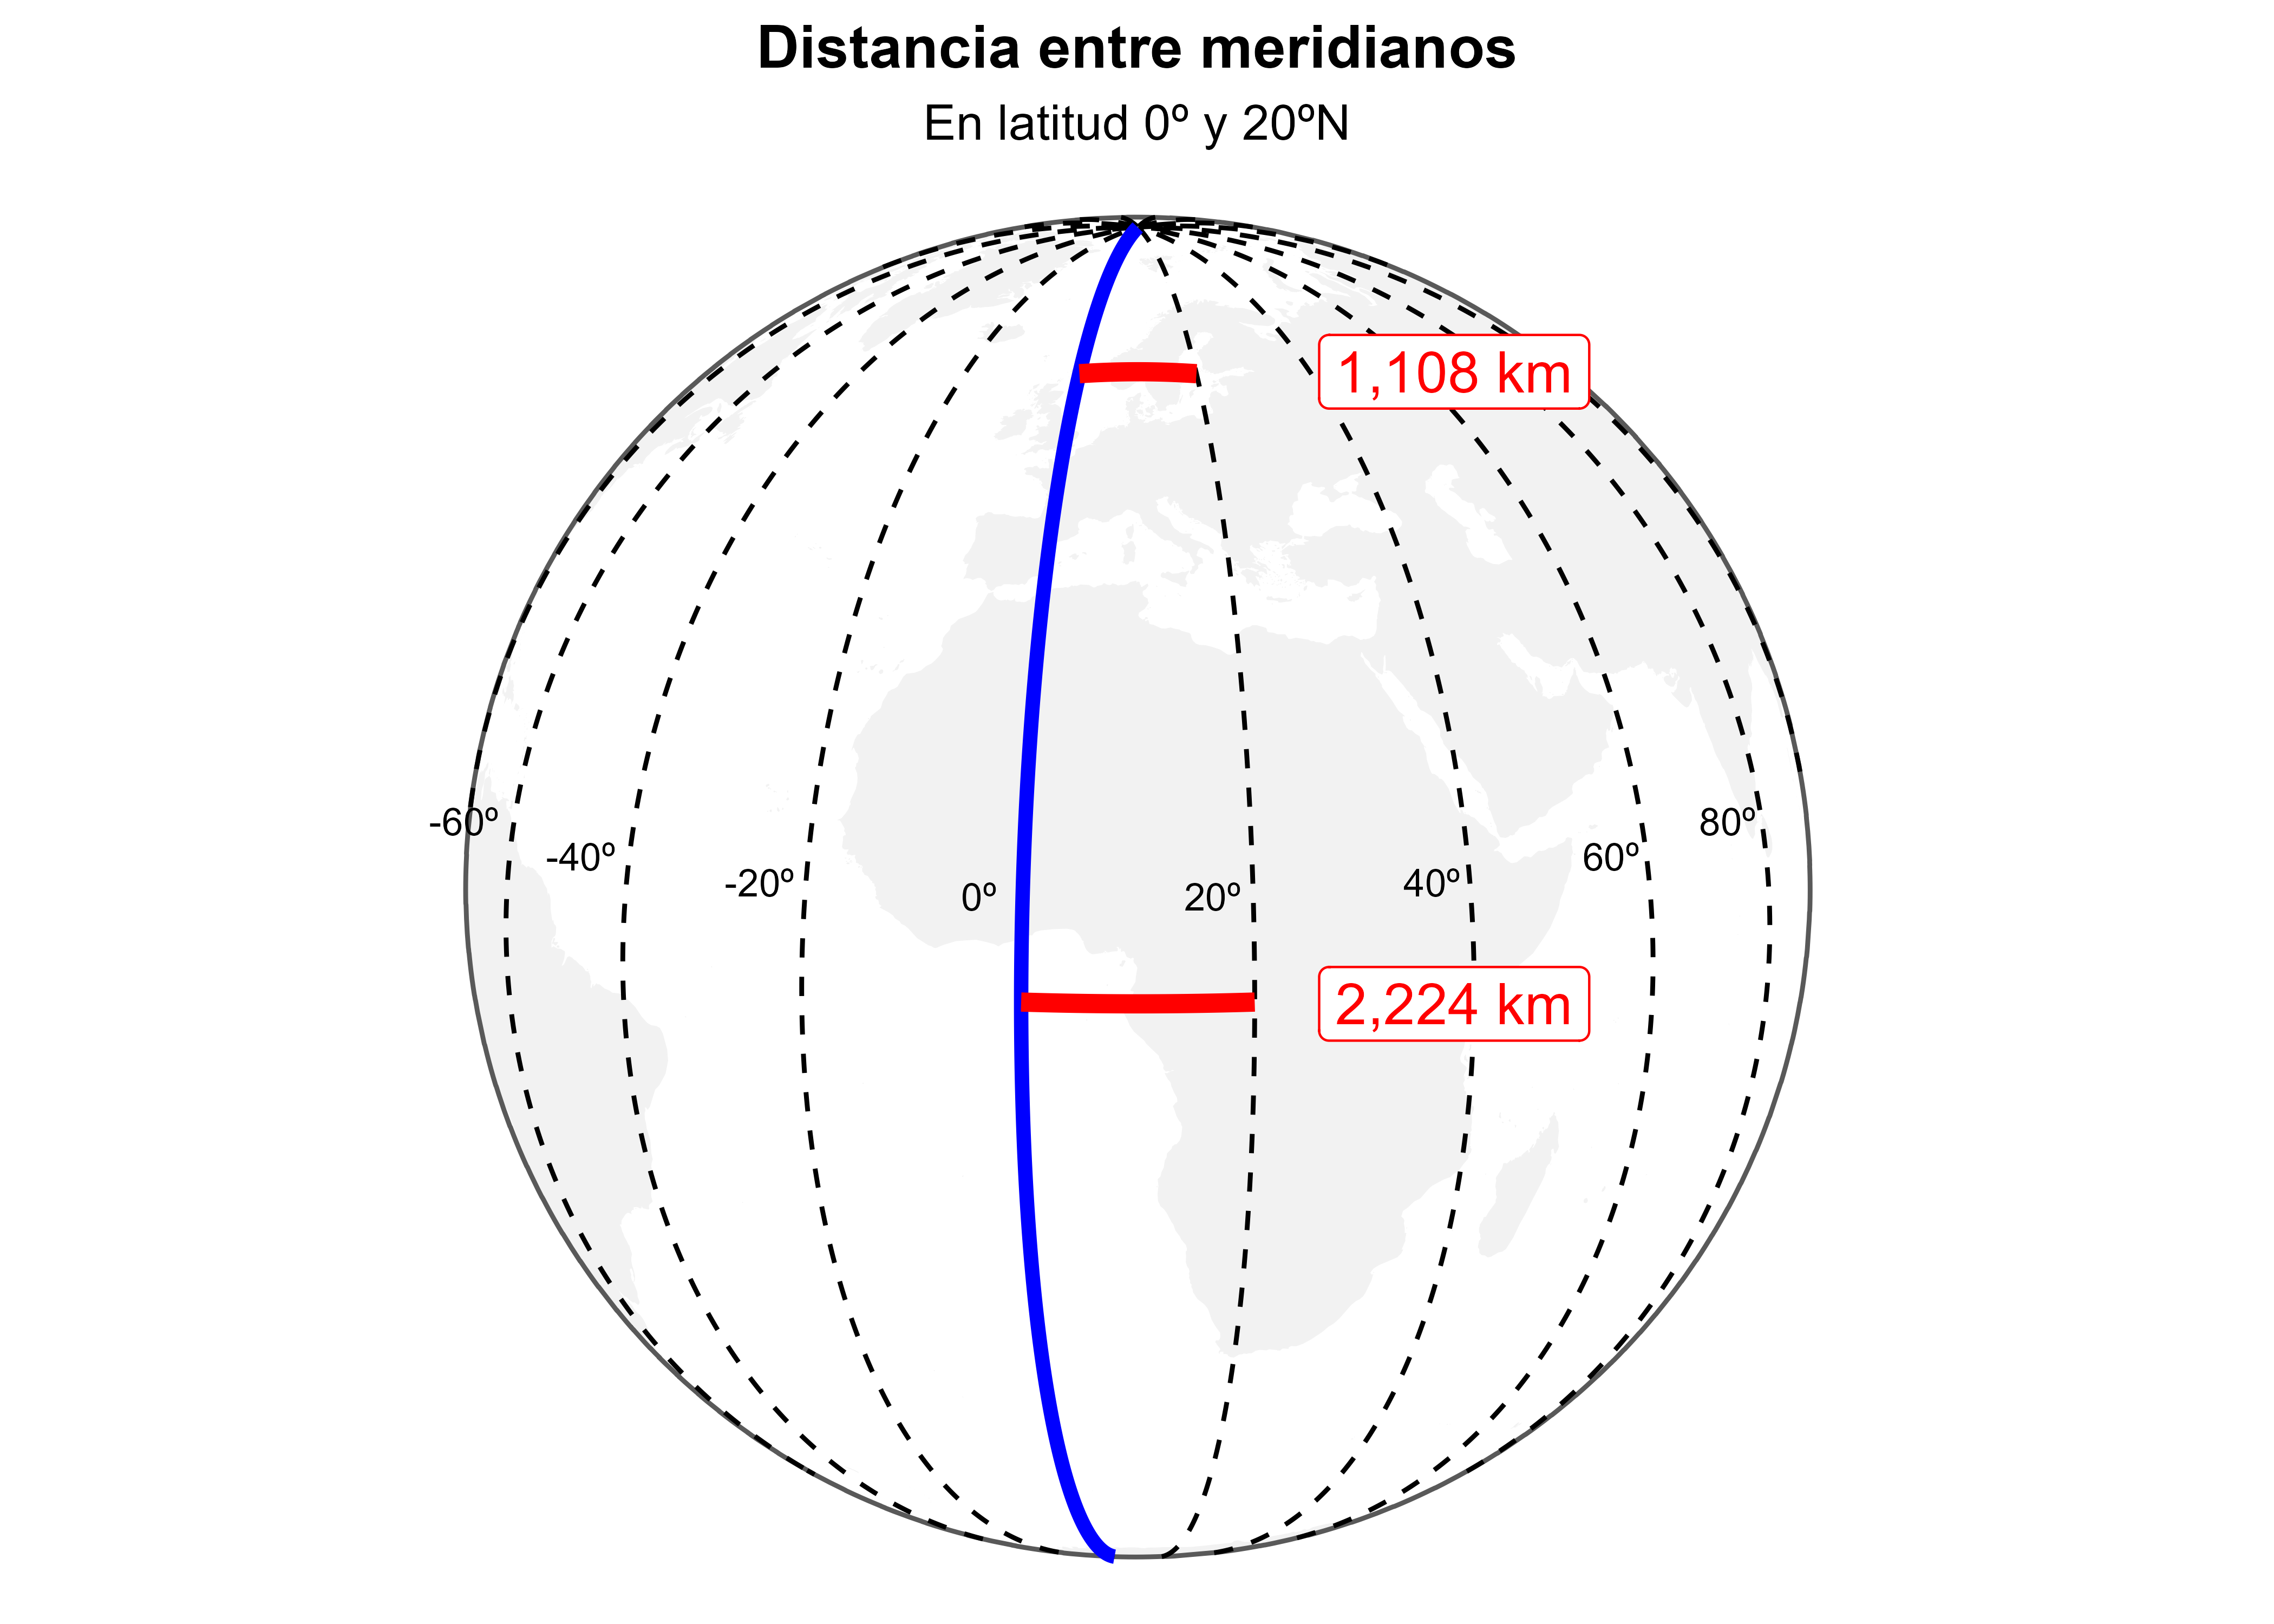 Distancia entre meridianos
En latitud 0º y 20ºN
1,108 km
-60º
80º
-40º
60º
-20º
40º
0º
20º
2,224 km